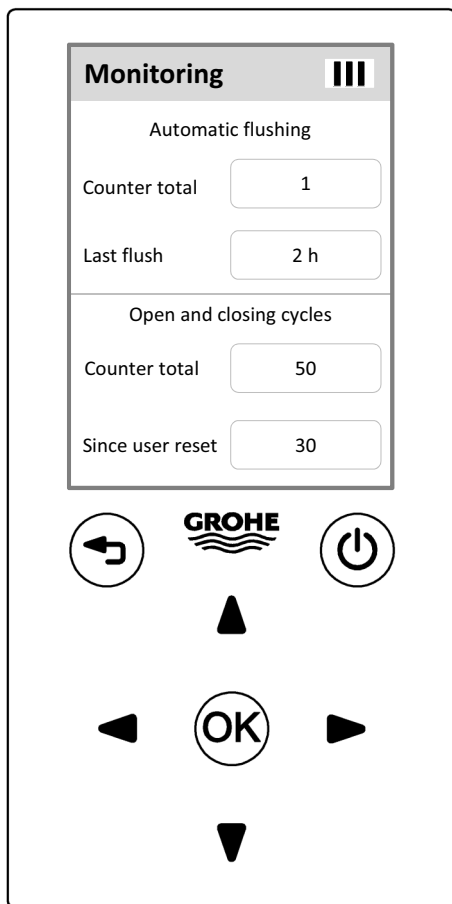 Monitoring
Automatic flushing
Counter total 1
Last flush 2 h
Open and closing cycles
Counter total 50
Since user reset 30
GROHE
OK